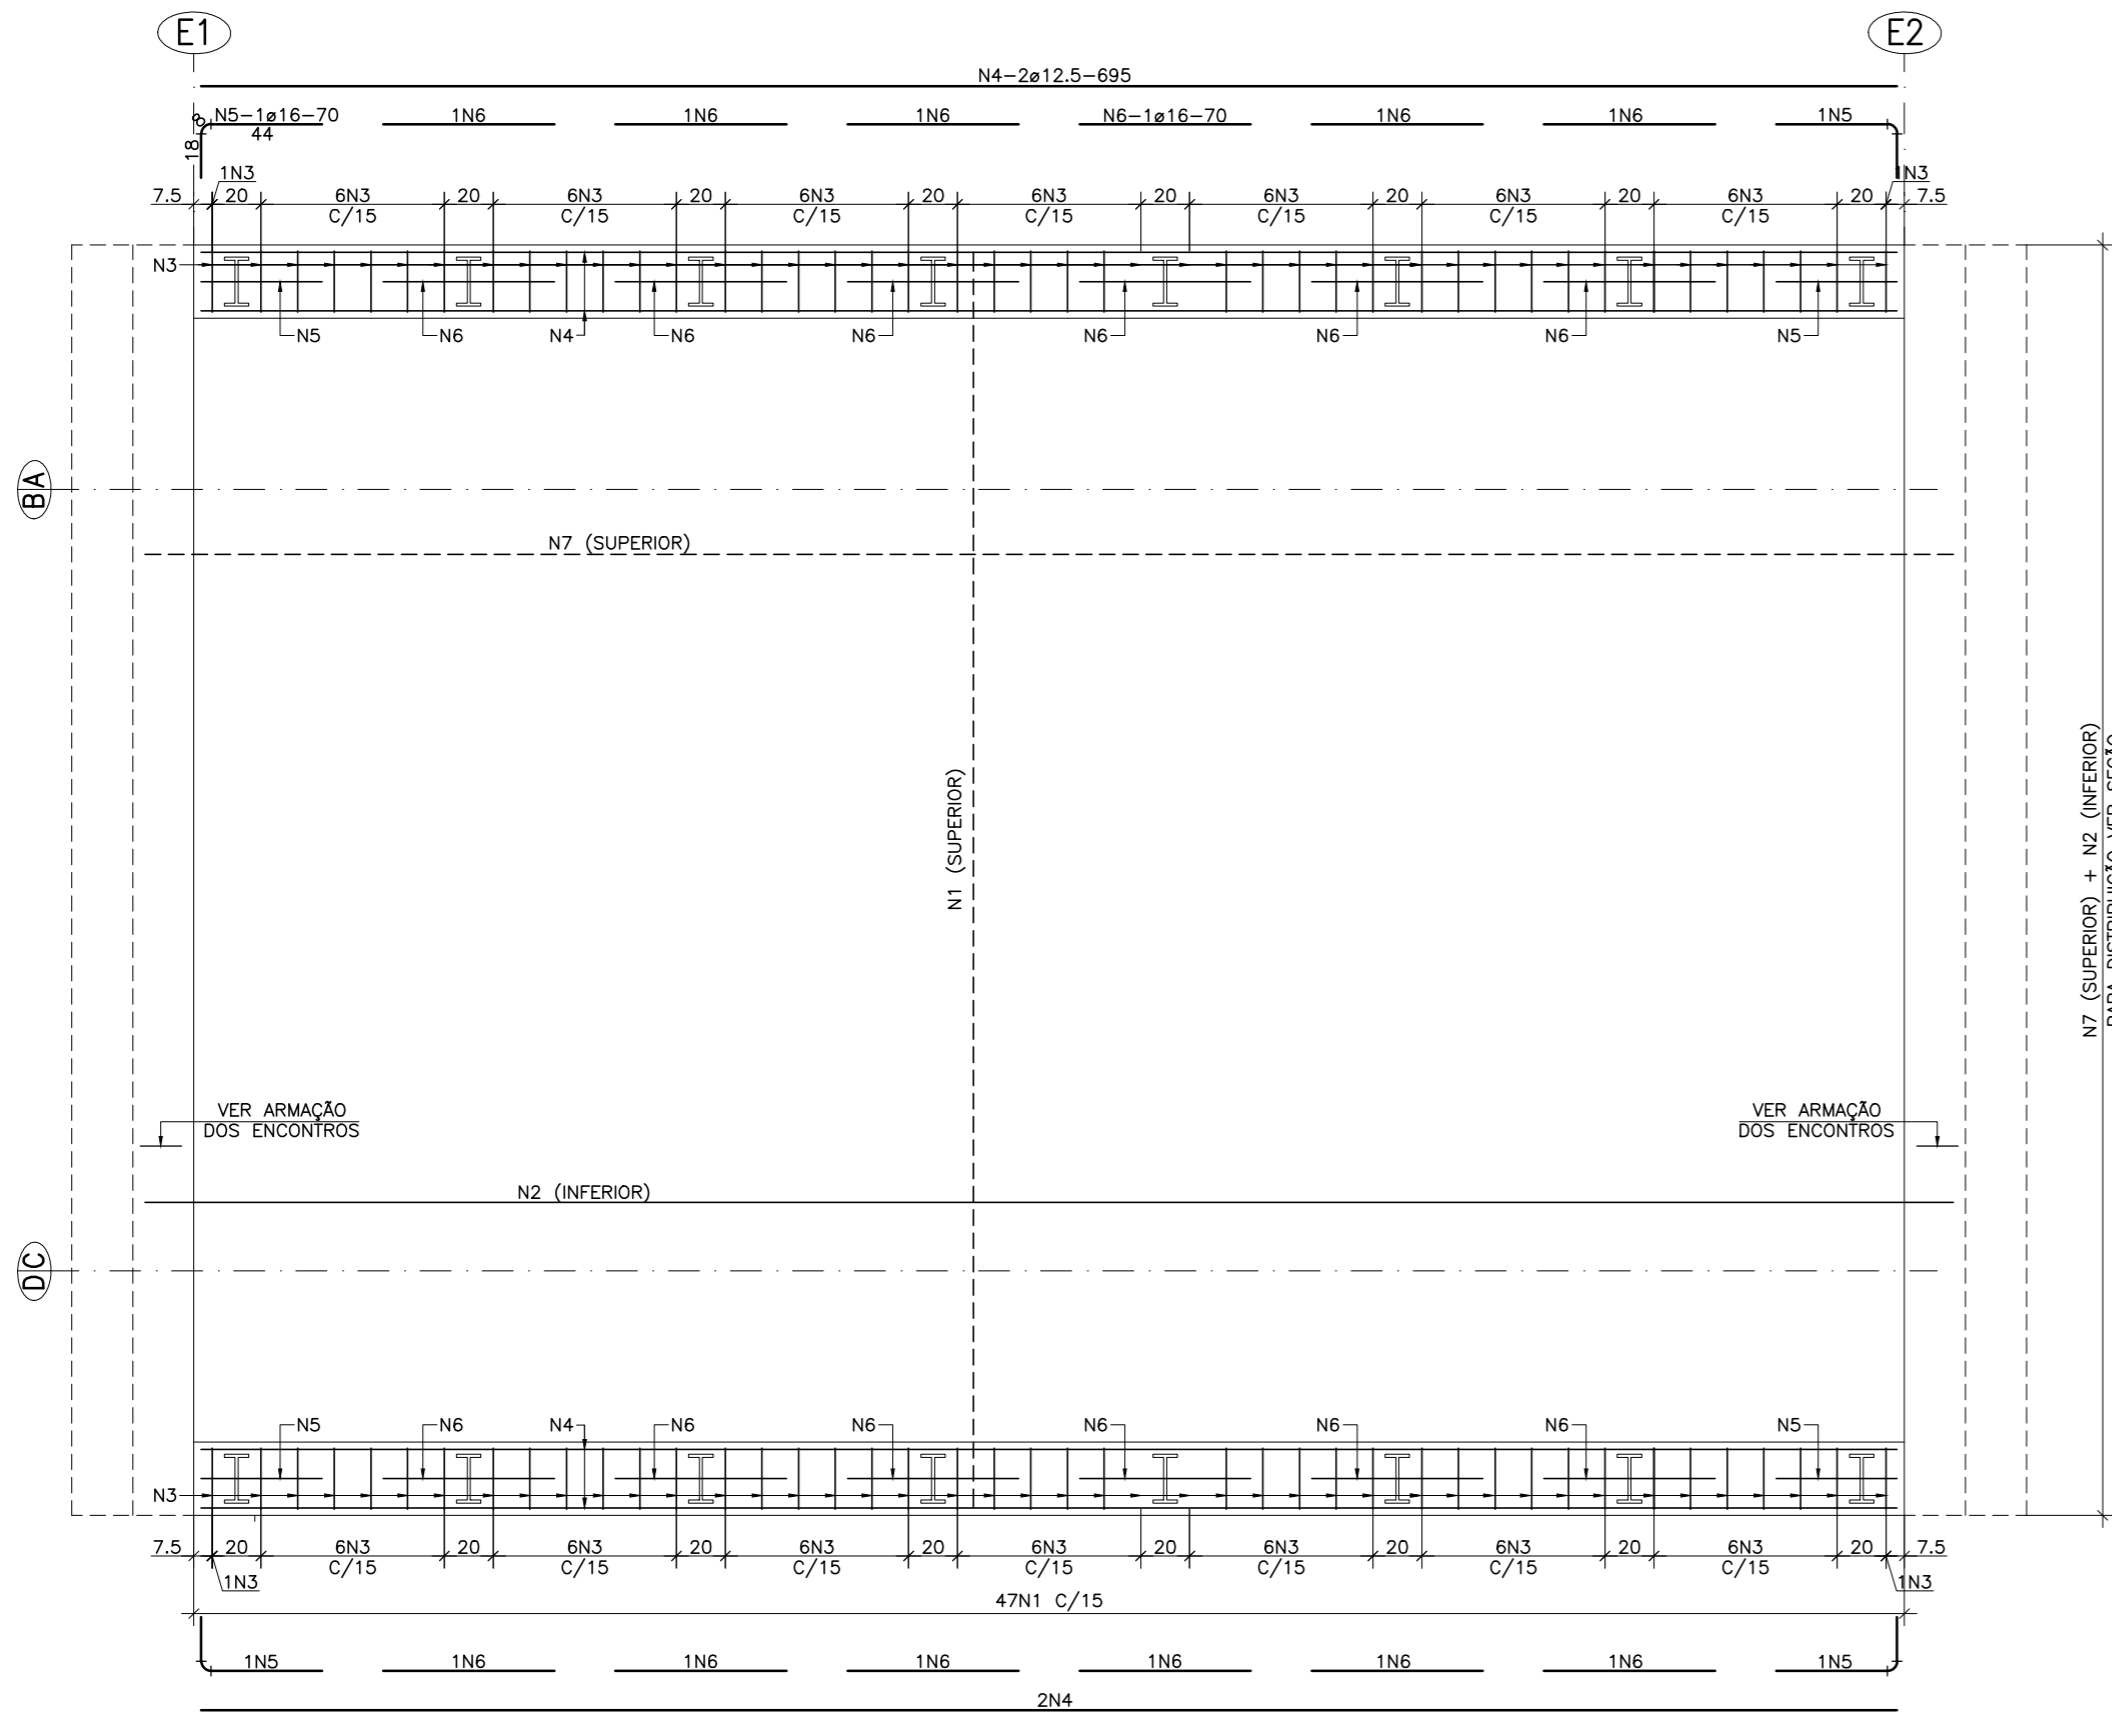 E1
E2
N4-2ø12.5-695
N5-1ø16-70
1N6
1N6
1N6
N6-1ø16-70
1N6
1N6
1N5
8
44
18
1N3
1N3
7.5
20
6N3
20
6N3
20
6N3
20
6N3
20
6N3
20
6N3
20
6N3
20
7.5
C/15
C/15
C/15
C/15
C/15
C/15
C/15
N3
N5
N6
N4
N6
N6
N6
N6
N6
N5
BA
N7 (SUPERIOR)
N1 (SUPERIOR)
N7 (SUPERIOR) + N2 (INFERIOR)
PARA DISTRIBUIÇÃO VER SEÇÃO
VER ARMAÇÃO
DOS ENCONTROS
VER ARMAÇÃO
DOS ENCONTROS
N2 (INFERIOR)
DC
N5
N6
N4
N6
N6
N6
N6
N6
N5
N3
7.5
20
6N3
20
6N3
20
6N3
20
6N3
20
6N3
20
6N3
20
6N3
20
7.5
C/15
C/15
C/15
C/15
C/15
C/15
C/15
1N3
1N3
47N1 C/15
1N5
1N6
1N6
1N6
1N6
1N6
1N6
1N5
2N4